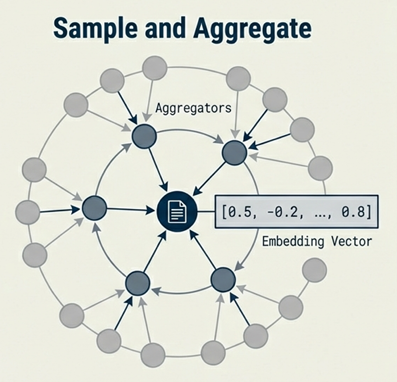 Sample and Aggregate
Aggregators
[0.5, -0.2, ..., 0.8]
Embedding Vector